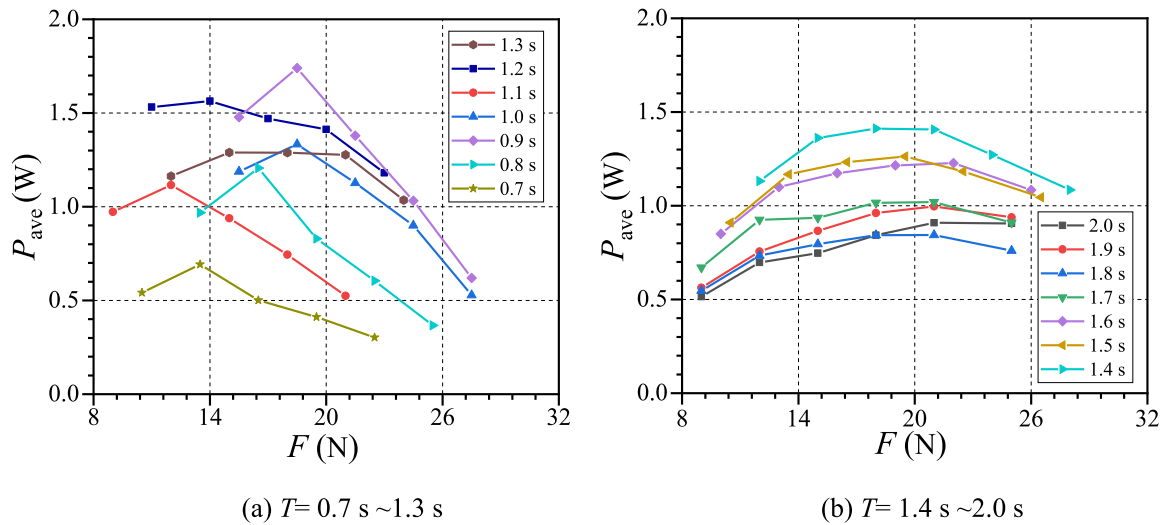 2.0
1.5
1.0
0.5
0.0
P_ave (W)
8 14 20 26 32
F (N)
1.3 s
1.2 s
1.1 s
1.0 s
0.9 s
0.8 s
0.7 s
(a) T= 0.7 s ~1.3 s
2.0
1.5
1.0
0.5
0.0
P_ave (W)
8 14 20 26 32
F (N)
2.0 s
1.9 s
1.8 s
1.7 s
1.6 s
1.5 s
1.4 s
(b) T= 1.4 s ~2.0 s